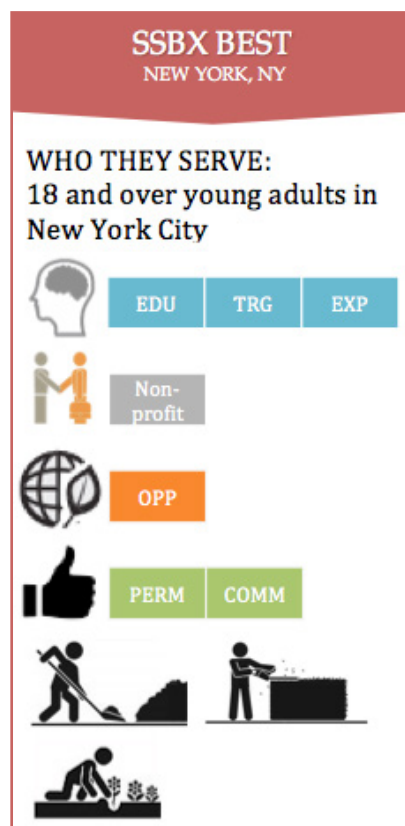 SSBX BEST
NEW YORK, NY
WHO THEY SERVE:
18 and over young adults in
New York City
EDU TRG EXP
Non-
profit
OPP
PERM COMM